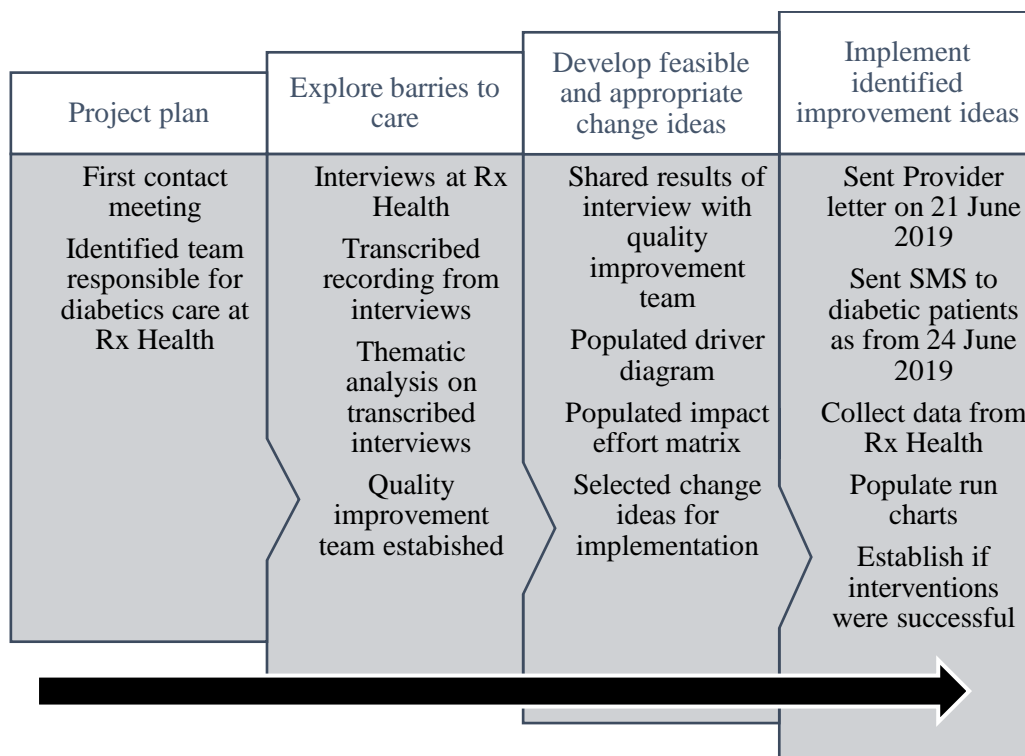 Project plan
First contact
meeting
Identified team
responsible for
diabetics care at
Rx Health
Explore barries to
care
Interviews at Rx
Health
Transcribed
recording from
interviews
Thematic
analysis on
transcribed
interviews
Quality
improvement
team estabished
Develop feasible
and appropriate
change ideas
Shared results of
interview with
quality
improvement
team
Populated driver
diagram
Populated impact
effort matrix
Selected change
ideas for
implementation
Implement
identified
improvement ideas
Sent Provider
letter on 21 June
2019
Sent SMS to
diabetic patients
as from 24 June
2019
Collect data from
Rx Health
Populate run
charts
Establish if
interventions
were successful